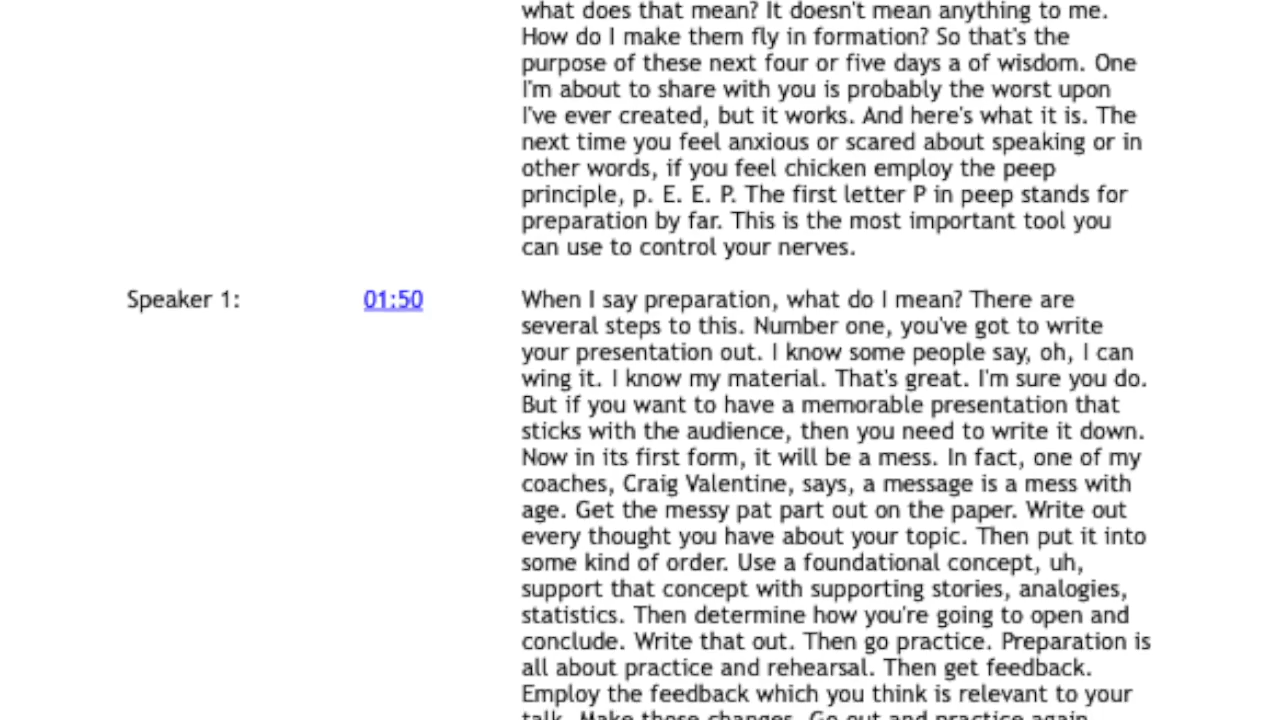 what does that mean? It doesn't mean anything to me.
How do I make them fly in formation? So that's the
purpose of these next four or five days a of wisdom. One
I'm about to share with you is probably the worst upon
I've ever created, but it works. And here's what it is. The
next time you feel anxious or scared about speaking or in
other words, if you feel chicken employ the peep
principle, p. E. E. P. The first letter P in peep stands for
preparation by far. This is the most important tool you
can use to control your nerves.
Speaker 1: 01:50 When I say preparation, what do I mean? There are
several steps to this. Number one, you've got to write
your presentation out. I know some people say, oh, I can
wing it. I know my material. That's great. I'm sure you do.
But if you want to have a memorable presentation that
sticks with the audience, then you need to write it down.
Now in its first form, it will be a mess. In fact, one of my
coaches, Craig Valentine, says, a message is a mess with
age. Get the messy pat part out on the paper. Write out
every thought you have about your topic. Then put it into
some kind of order. Use a foundational concept, uh,
support that concept with supporting stories, analogies,
statistics. Then determine how you're going to open and
conclude. Write that out. Then go practice. Preparation is
all about practice and rehearsal. Then get feedback.
Employ the feedback which you think is relevant to your
talk. Make those changes. Go out and practice again